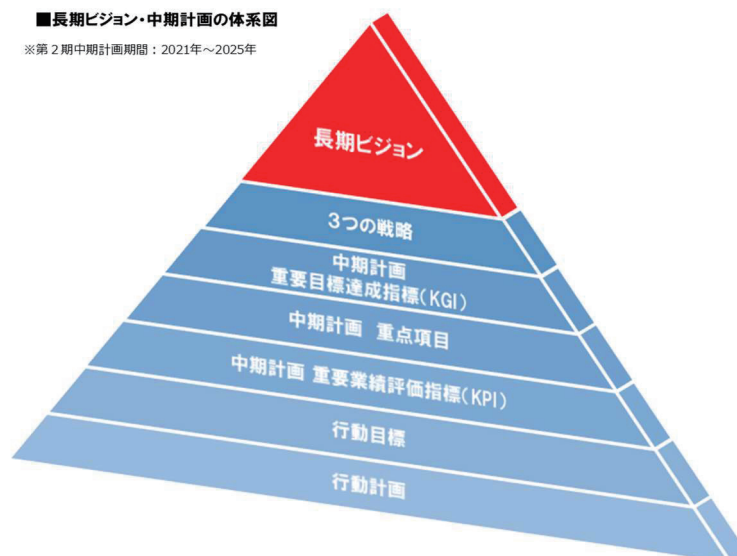 ■長期ビジョン・中期計画の体系図
※第２期中期計画期間：2021年～2025年
長期ビジョン
３つの戦略
中期計画
重要目標達成指標（KGI）
中期計画　重点項目
中期計画 重要業績評価指標（KPI）
行動目標
行動計画